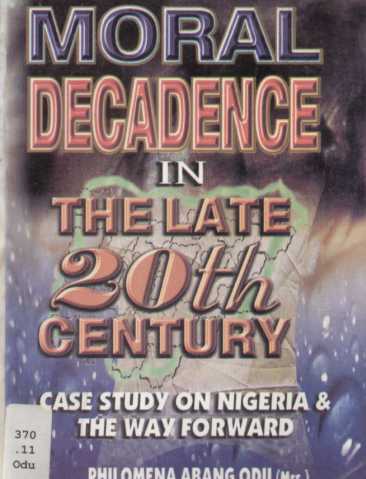 MORAL
DECADENCE
IN
THE LATE
20th
CENTURY
CASE STUDY ON NIGERIA &
THE WAY FORWARD
370
.11
Odu
PHILOMENA ABANG ODU (Mrs.)